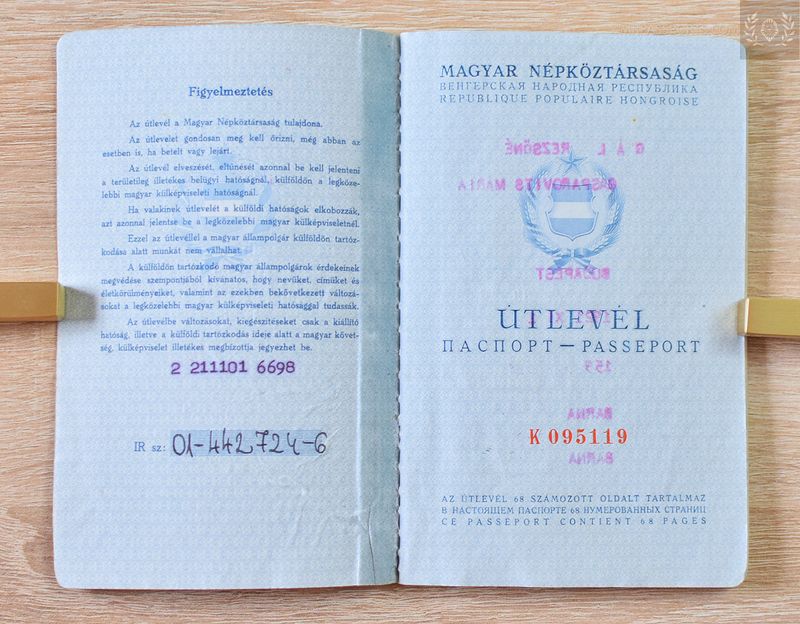 Figyelmeztetés
Az útlevél a Magyar Népköztársaság tulajdona.
Az útlevelet gondosan meg kell őrizni, még abban az
esetben is, ha betelt vagy lejárt.
Az útlevél elveszését, eltűnését azonnal be kell jelenteni
a területileg illetékes belügyi hatóságnál, külföldön a legköze-
lebbi magyar külképviseleti hatóságnál.
Ha valakinek útlevelét a külföldi hatóságok elkobozzák,
azt azonnal jelentse be a legközelebbi magyar külképviseletnél.
Ezzel az útlevéllel a magyar állampolgár külföldön tartóz-
kodása alatt munkát nem vállalhat.
A külföldön tartózkodó magyar állampolgárok érdekeinek
megvédése szempontjából kívánatos, hogy nevüket, címüket és
életkörülményeiket, valamint az ezekben bekövetkezett változá-
sokat a legközelebbi magyar külképviseleti hatósággal tudassák.
Az útlevélbe változásokat, kiegészítéseket csak a kiállító
hatóság, illetve a külföldi tartózkodás ideje alatt a magyar követ-
ség, külképviselet illetékes megbízottja jegyezhet be.
2 211101 6698
IR sz: 01-442724-6
MAGYAR NÉPKÖZTÁRSASÁG
ВЕНГЕРСКАЯ НАРОДНАЯ РЕСПУБЛИКА
REPUBLIQUE POPULAIRE HONGROISE
GÁL REZSŐNÉ
GASPAROVITS MARIA
BUDAPEST
ÚTLEVÉL
ПАСПОРТ — PASSEPORT
BARNA
K 095119
BARNA
AZ ÚTLEVÉL 68 SZÁMOZOTT OLDALT TARTALMAZ
В НАСТОЯЩЕМ ПАСПОРТЕ 68 НУМЕРОВАННЫХ СТРАНИЦ
CE PASSEPORT CONTIENT 68 PAGES